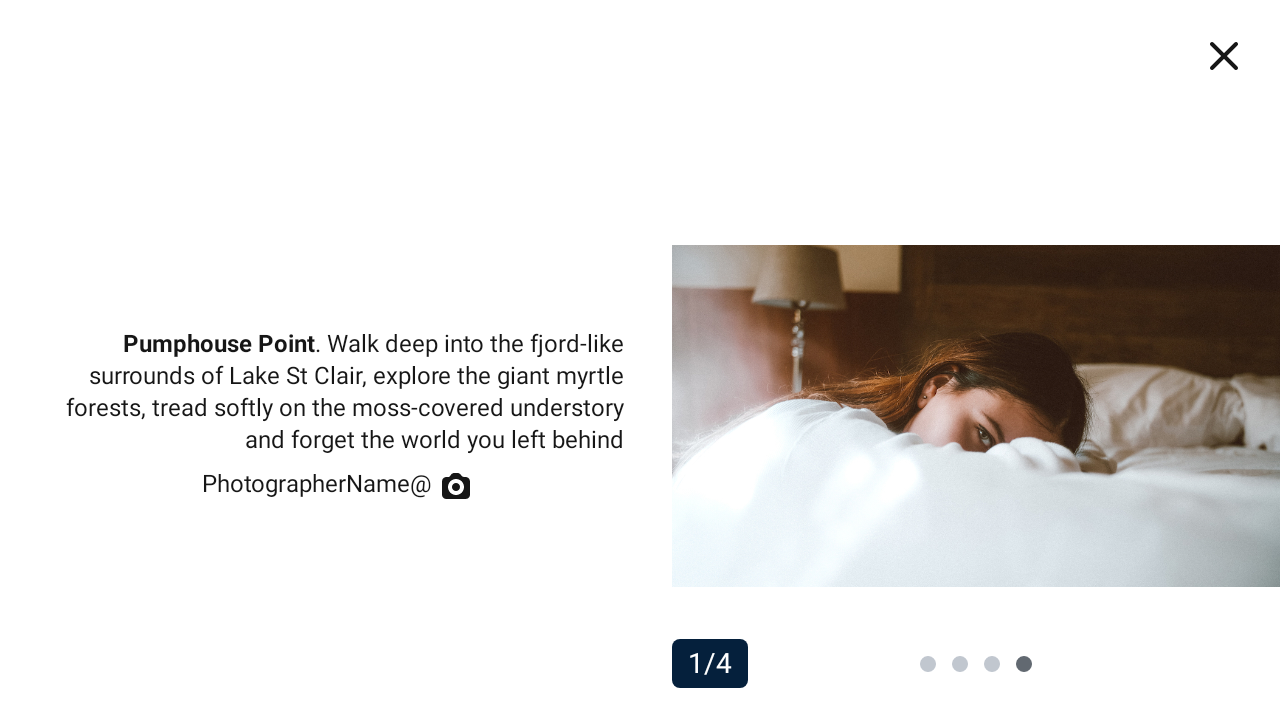 Pumphouse Point. Walk deep into the fjord-like
surrounds of Lake St Clair, explore the giant myrtle
forests, tread softly on the moss-covered understory
and forget the world you left behind
PhotographerName@
1/4